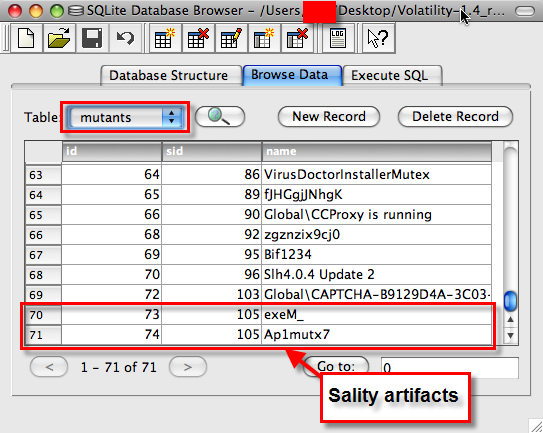 SQLite Database Browser – /Users, /Desktop/Volatility-1.4_r...
Database Structure Browse Data Execute SQL
Table: mutants New Record Delete Record
id sid name
63 64 86 VirusDoctorInstallerMutex
64 65 89 fJHGgjJNhgK
65 66 90 Global\CCProxy is running
66 68 92 zgznzix9cj0
67 69 95 Bif1234
68 70 96 Slh4.0.4 Update 2
69 72 103 Global\CAPTCHA-B9129D4A-3C03-
70 73 105 exeM_
71 74 105 Ap1mutx7
< 1 - 71 of 71 > Go to: 0
Sality artifacts